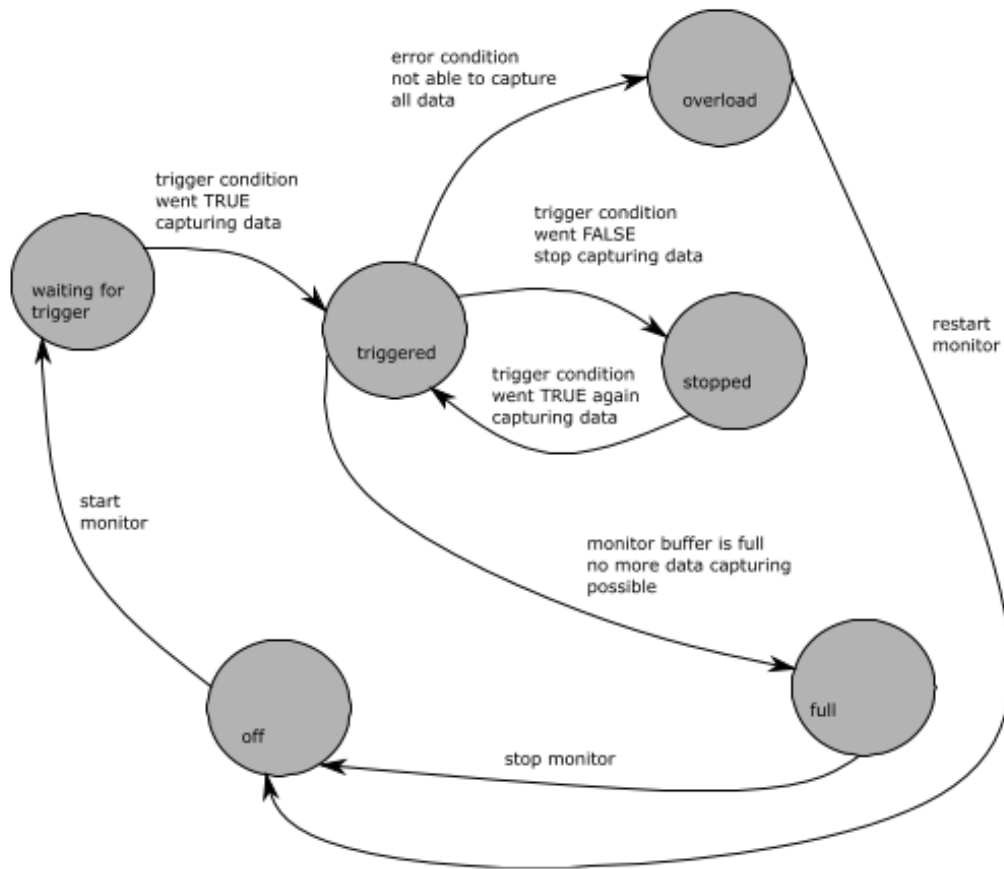 error condition
not able to capture
all data
overload
trigger condition
went TRUE
capturing data
trigger condition
went FALSE
stop capturing data
waiting for
trigger
triggered
restart
monitor
trigger condition
went TRUE again
capturing data
stopped
start
monitor
monitor buffer is full
no more data capturing
possible
full
off
stop monitor